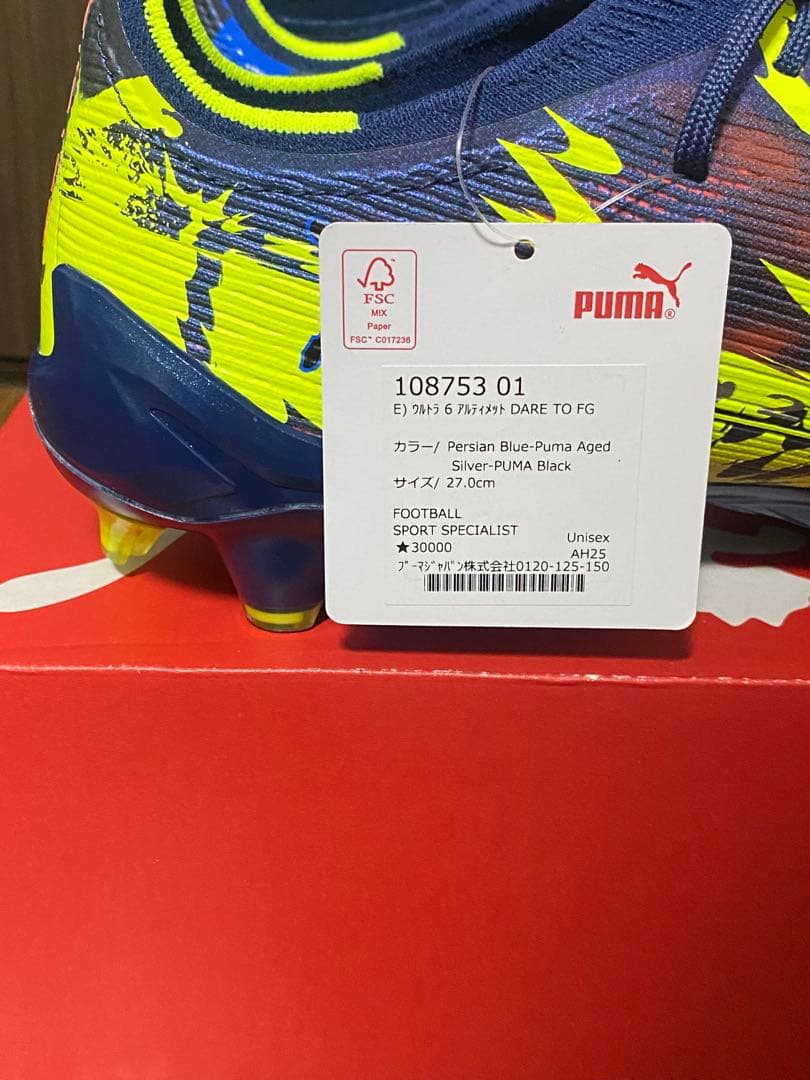 FSC
MIX
Paper
FSC™ C017236
PUMA®
108753 01
E) ｳﾙﾄﾗ 6 ｱﾙﾃｨﾒｯﾄ DARE TO FG
カラー/ Persian Blue-Puma Aged
Silver-PUMA Black
サイズ/ 27.0cm
FOOTBALL
SPORT SPECIALIST
Unisex
★30000
AH25
ﾌﾟｰﾏｼﾞｬﾊﾟﾝ株式会社0120-125-150